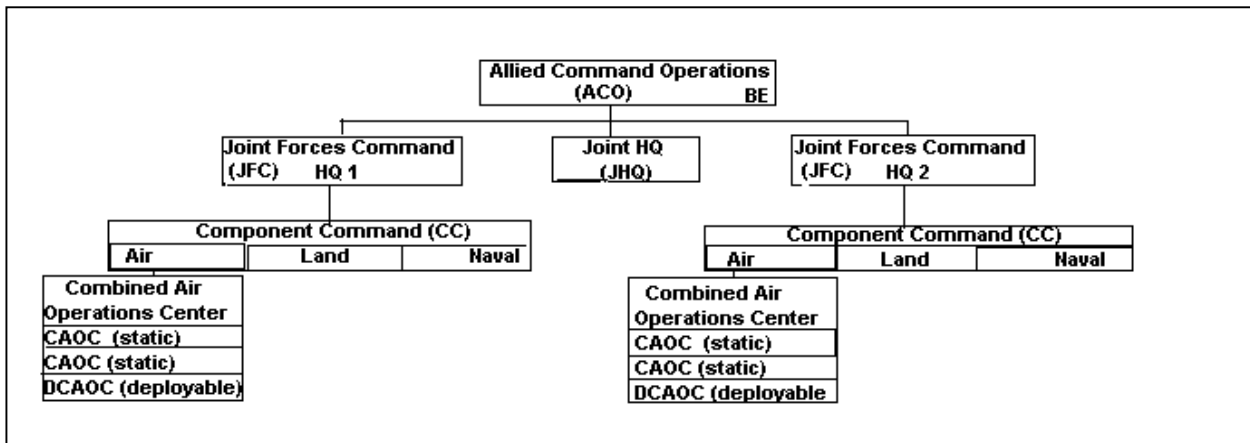 Allied Command Operations
(ACO) BE
Joint Forces Command
(JFC) HQ 1
Joint HQ
(JHQ)
Joint Forces Command
(JFC) HQ 2
Component Command (CC)
Air Land Naval
Combined Air
Operations Center
CAOC (static)
CAOC (static)
DCAOC (deployable)
Component Command (CC)
Air Land Naval
Combined Air
Operations Center
CAOC (static)
CAOC (static)
DCAOC (deployable